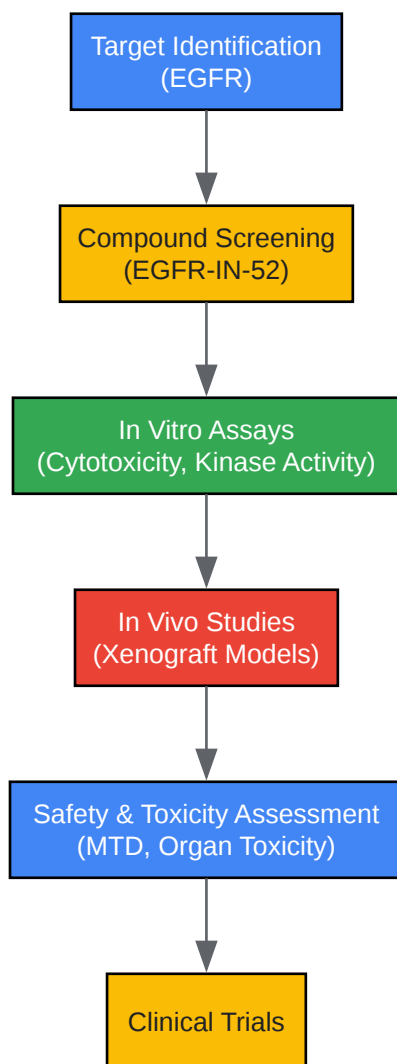 Target Identification
(EGFR)
Compound Screening
(EGFR-IN-52)
In Vitro Assays
(Cytotoxicity, Kinase Activity)
In Vivo Studies
(Xenograft Models)
Safety & Toxicity Assessment
(MTD, Organ Toxicity)
Clinical Trials